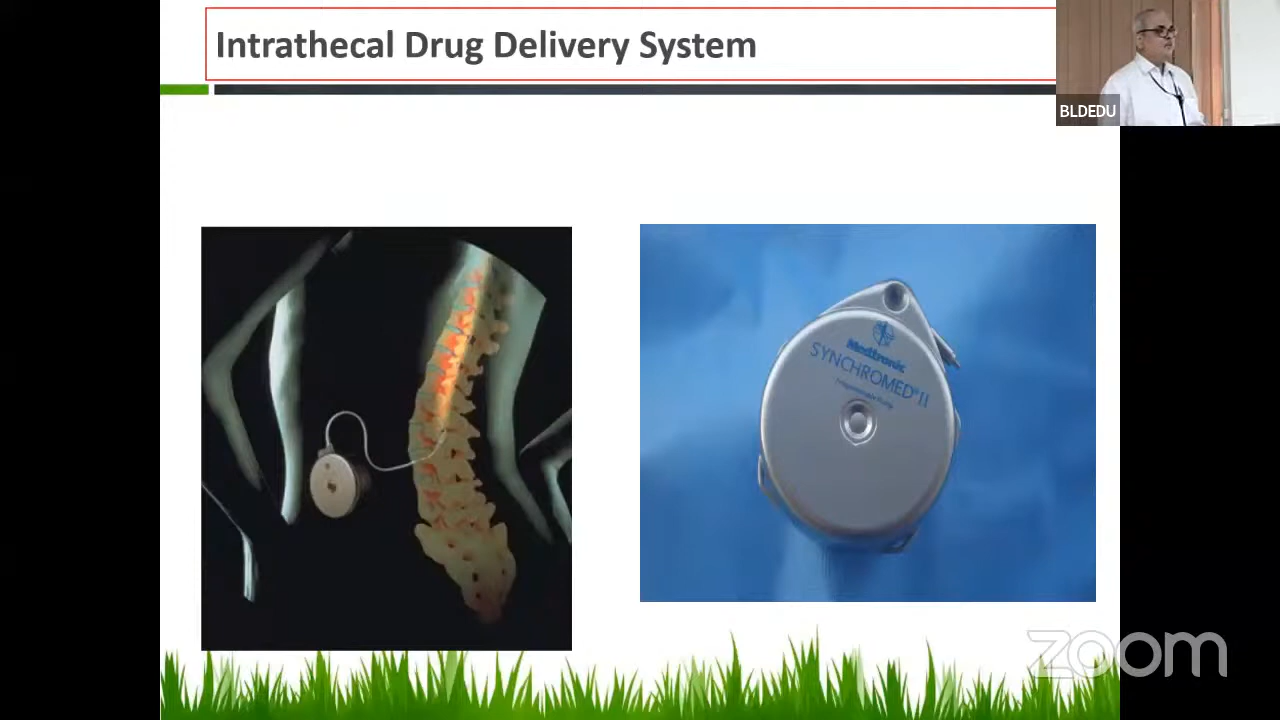 Intrathecal Drug Delivery System
BLDEDU
Medtronic
SYNCHROMED® II
zoom